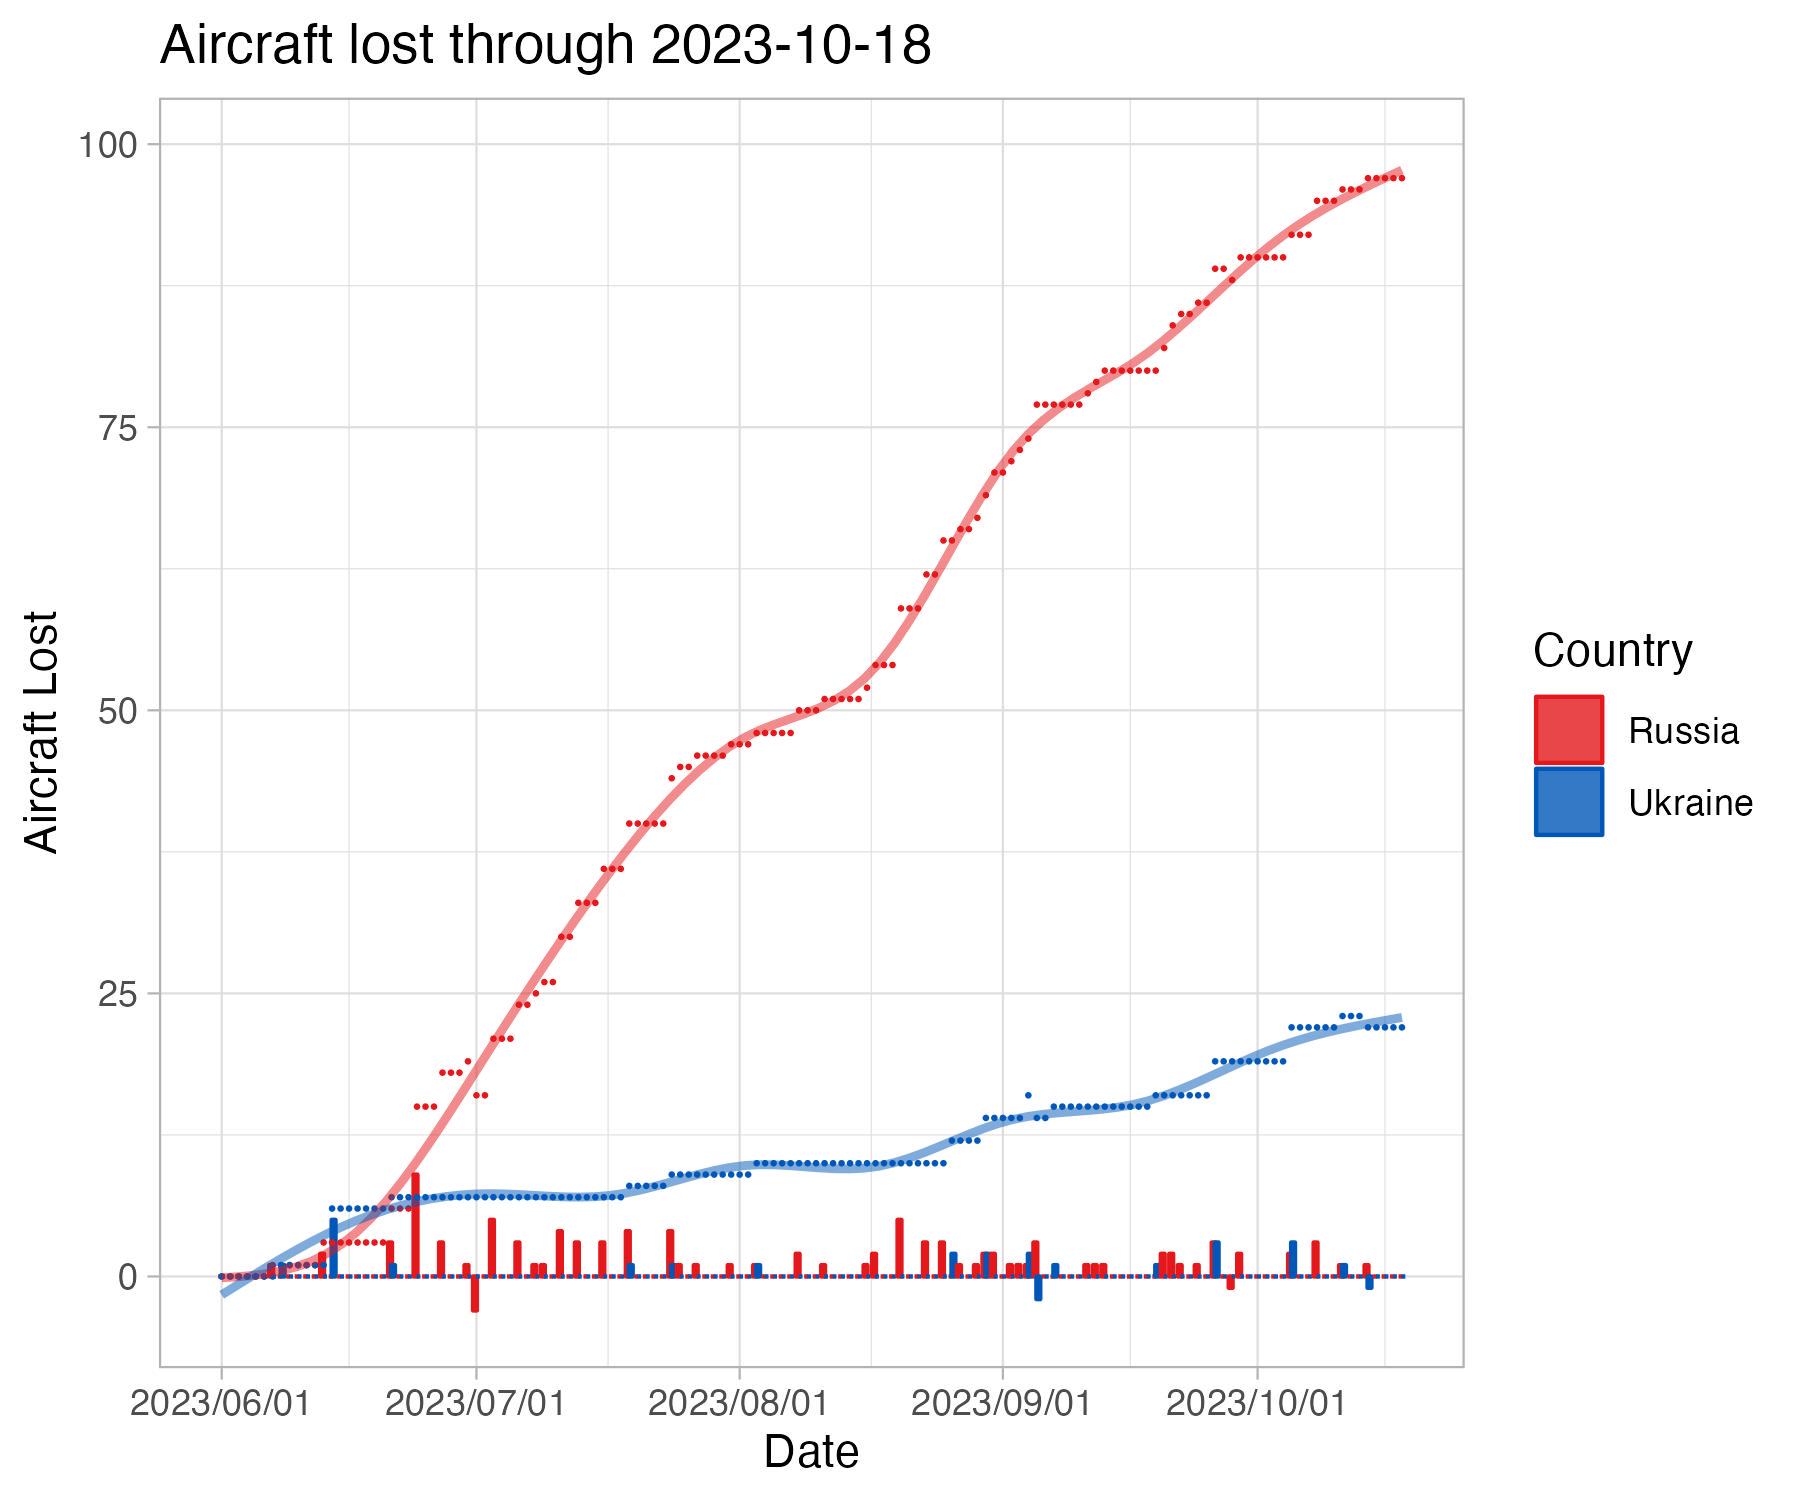 Aircraft lost through 2023-10-18
100
75
50
25
0
Aircraft Lost
2023/06/01
2023/07/01
2023/08/01
2023/09/01
2023/10/01
Date
Country
Russia
Ukraine